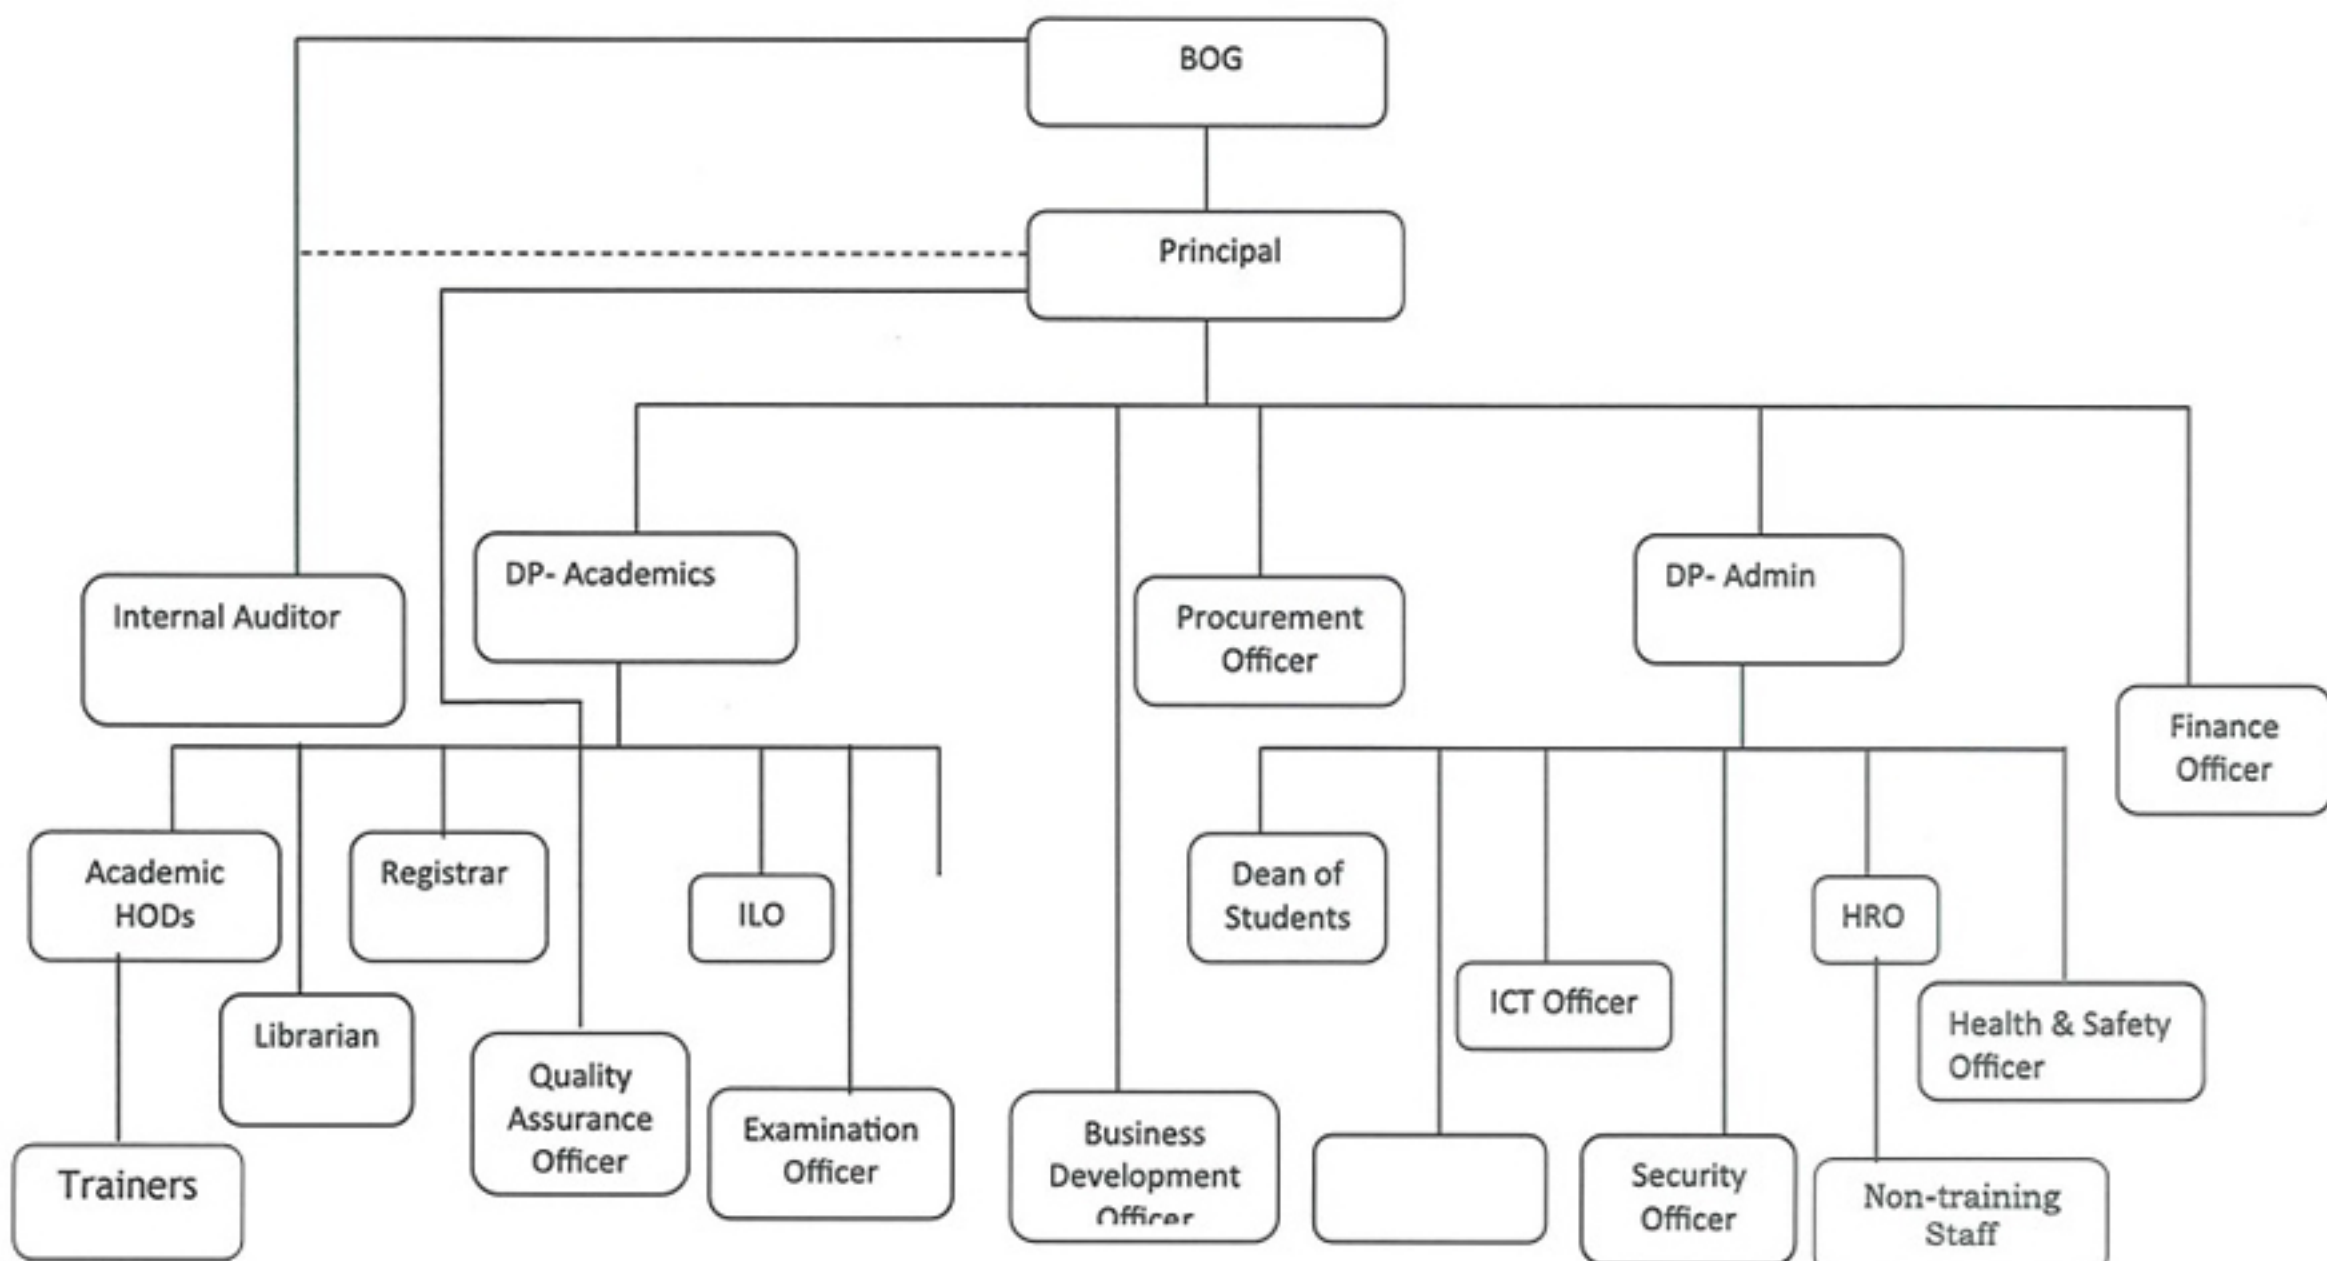 BOG
Principal
DP- Academics
DP- Admin
Internal Auditor
Procurement
Officer
Finance
Officer
Academic
HODs
Registrar
ILO
Dean of
Students
HRO
Librarian
ICT Officer
Health & Safety
Officer
Quality
Assurance
Officer
Examination
Officer
Business
Development
Officer
Trainers
Security
Officer
Non-training
Staff